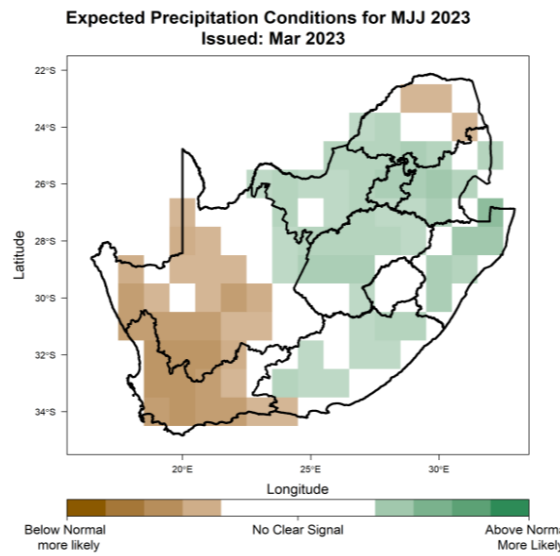 Expected Precipitation Conditions for MJJ 2023
Issued: Mar 2023
22°S
24°S
26°S
28°S
30°S
32°S
34°S
Latitude
20°E
25°E
30°E
Longitude
Below Normal
more likely
No Clear Signal
Above Norma
More Likely